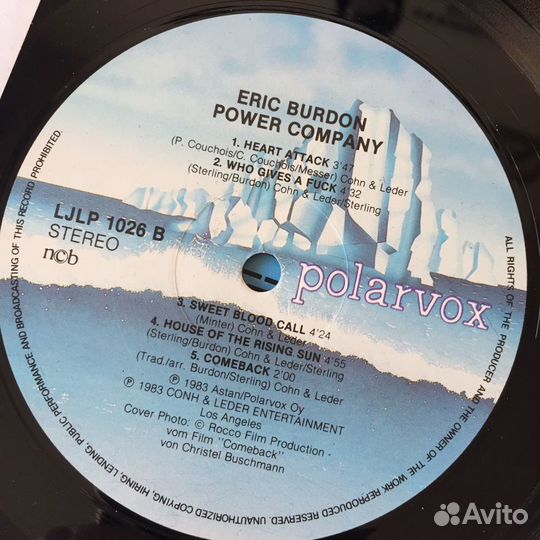 ERIC BURDON
POWER COMPANY
1. HEART ATTACK 3'47
(P. Couchois/C. Couchois/Messer) Cohn & Leder
2. WHO GIVES A FUCK 4'32
(Sterling/Burdon) Cohn & Leder/Sterling
LJLP 1026 B
STEREO
ncb
polarvox
3. SWEET BLOOD CALL 4'24
(Minter) Cohn & Leder
4. HOUSE OF THE RISING SUN 4'55
(Sterling/Burdon) Cohn & Leder/Sterling
5. COMEBACK 2'00
(Trad./arr. Burdon/Sterling) Cohn & Leder
Ⓟ 1983 Astan/Polarvox Oy
Ⓟ 1983 CONH & LEDER ENTERTAINMENT
Los Angeles
Cover Photo: © Rocco Film Production -
vom Film "Comeback"
von Christel Buschmann
ALL RIGHTS OF THE PRODUCER AND THE OWNER OF THE WORK REPRODUCED RESERVED. UNAUTHORIZED COPYING, HIRING, LENDING, PUBLIC PERFORMANCE AND BROADCASTING OF THIS RECORD PROHIBITED.
Avito